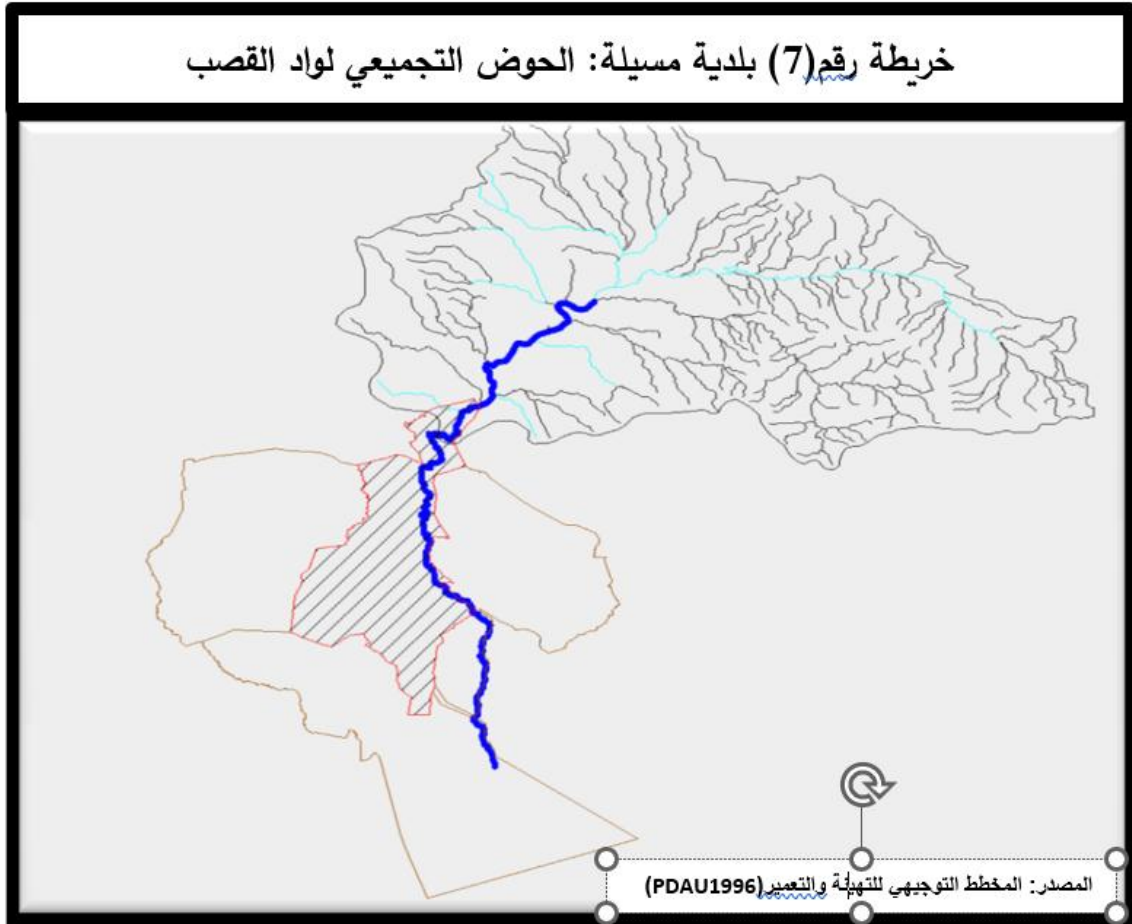 خريطة رقم(7) بلدية مسيلة: الحوض التجميعي لواد القصب
المصدر: المخطط التوجيهي للتهيئة والتعمير(PDAU1996)